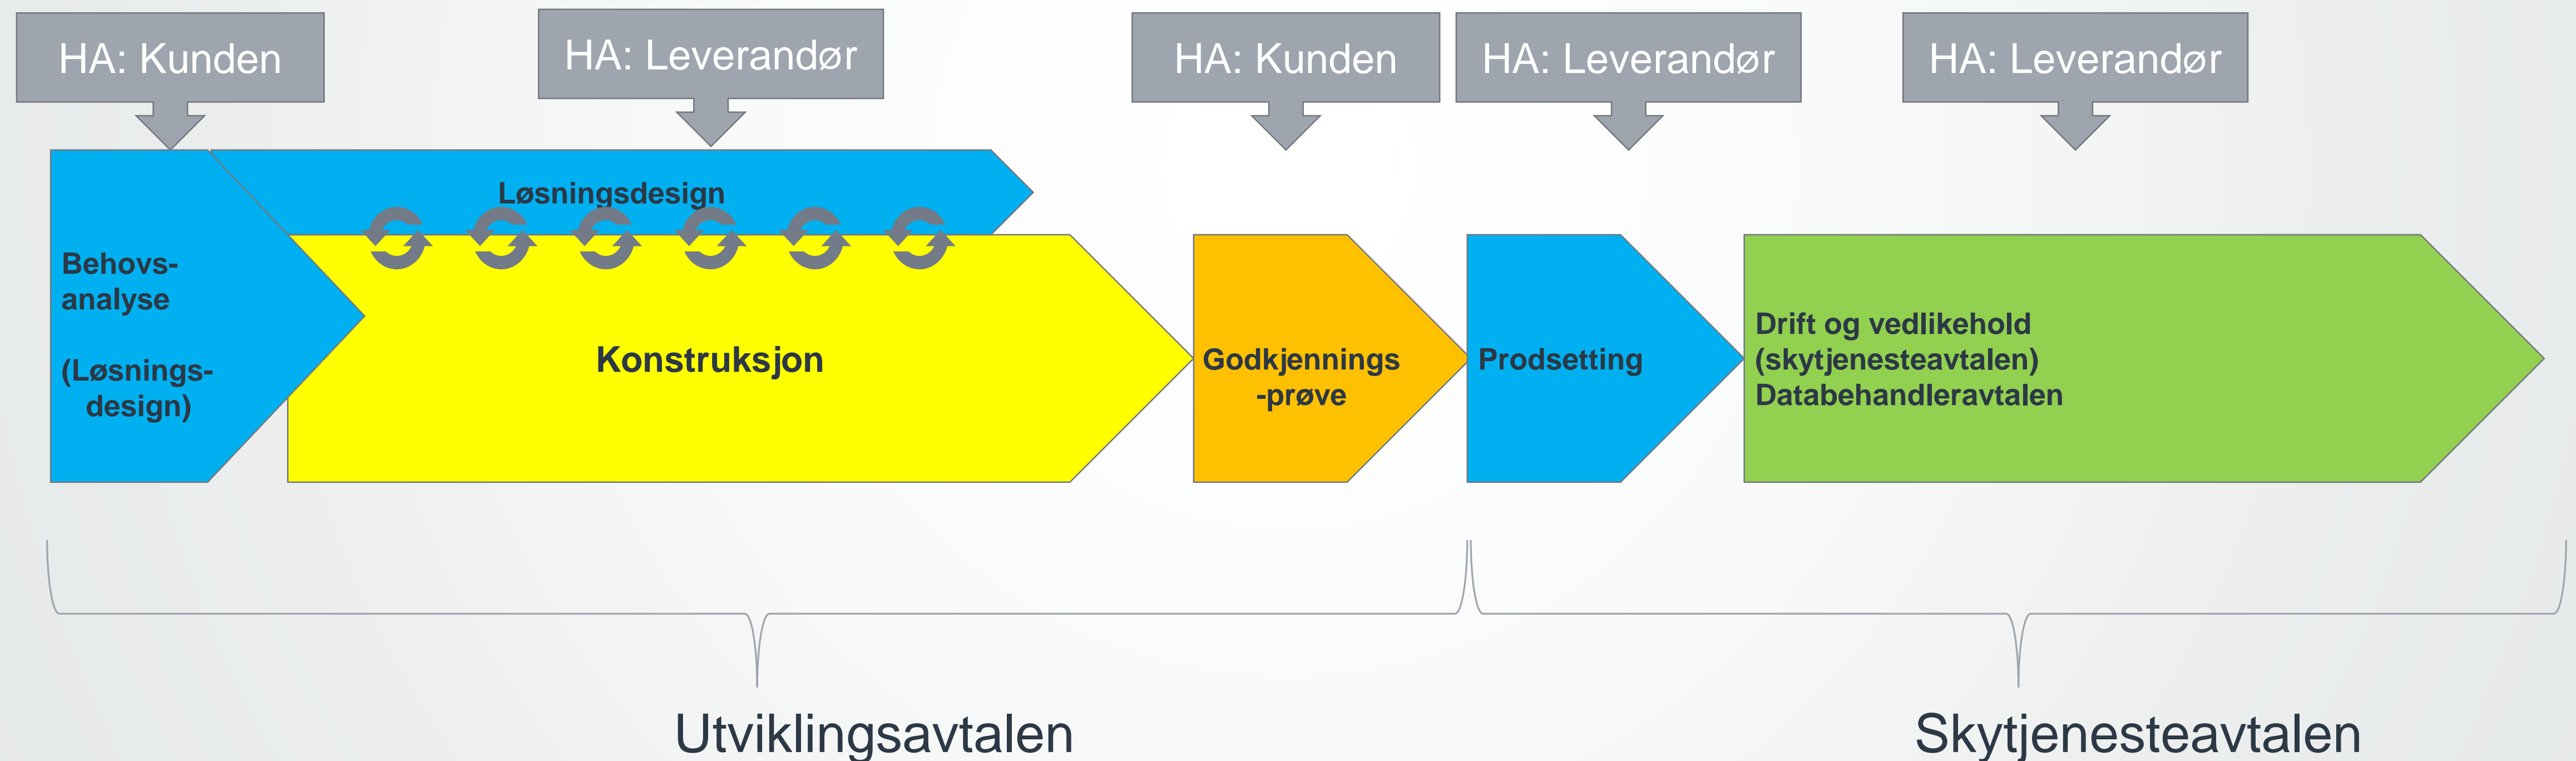 HA: Kunden
HA: Leverandør
HA: Kunden
HA: Leverandør
HA: Leverandør
Løsningsdesign
Behovs-
analyse
(Løsnings-
design)
Konstruksjon
Godkjennings
-prøve
Prodsetting
Drift og vedlikehold
(skytjenesteavtalen)
Databehandleravtalen
Utviklingsavtalen
Skytjenesteavtalen